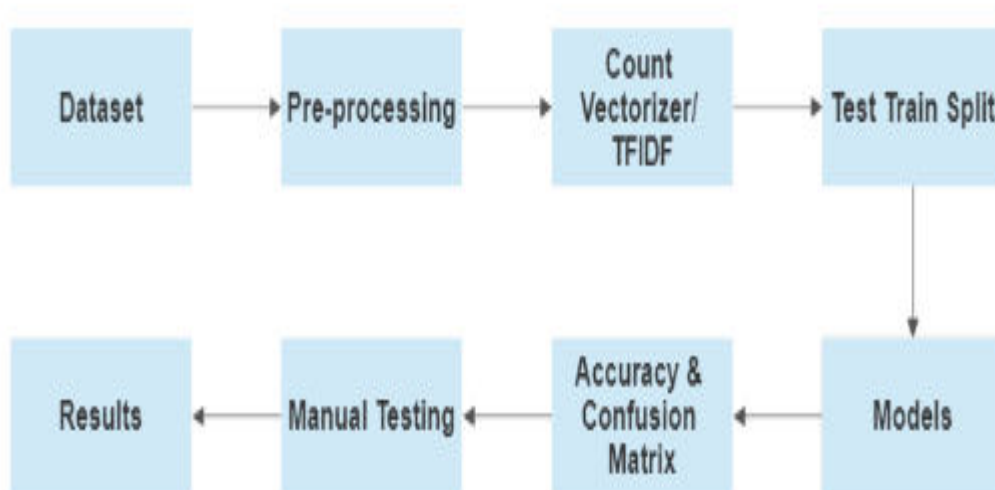 Dataset
Pre-processing
Count
Vectorizer/
TFIDF
Test Train Split
Models
Accuracy &
Confusion
Matrix
Manual Testing
Results